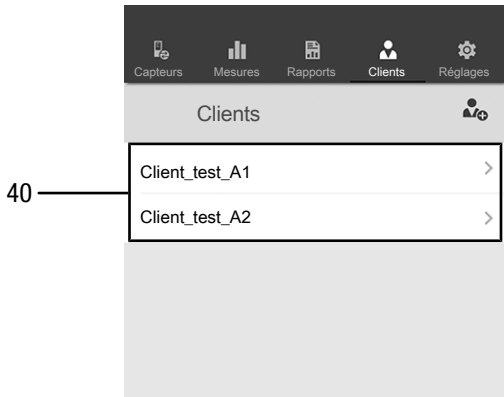 Capteurs Mesures Rapports Clients Réglages
Clients
Client_test_A1
40
Client_test_A2